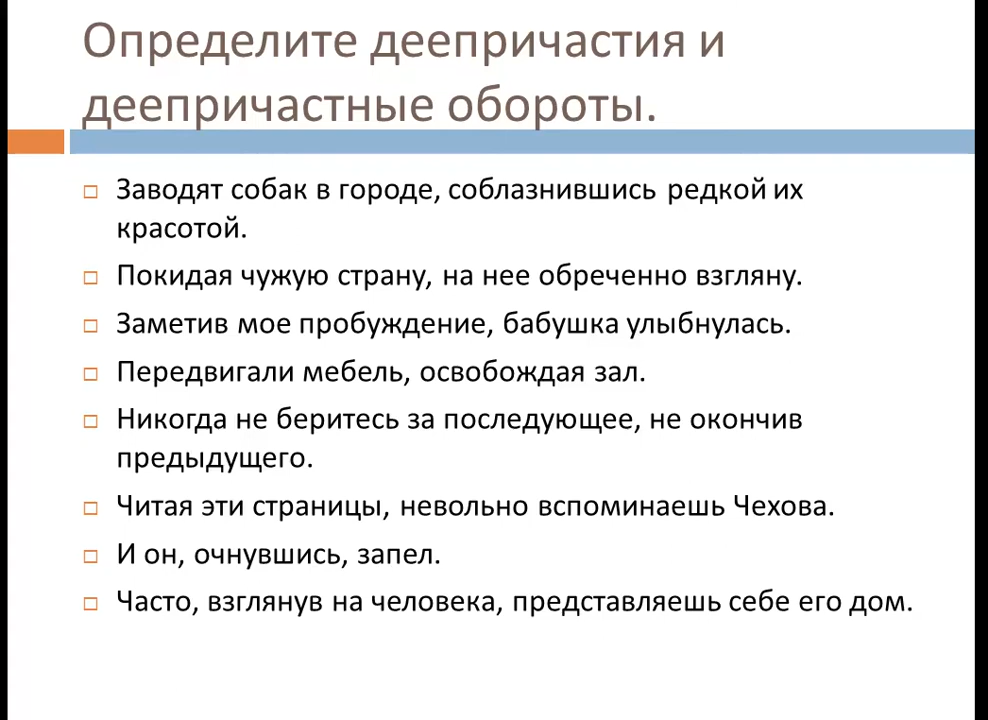 Определите деепричастия и
деепричастные обороты.
Заводят собак в городе, соблазнившись редкой их
красотой.
Покидая чужую страну, на нее обреченно взгляну.
Заметив мое пробуждение, бабушка улыбнулась.
Передвигали мебель, освобождая зал.
Никогда не беритесь за последующее, не окончив
предыдущего.
Читая эти страницы, невольно вспоминаешь Чехова.
И он, очнувшись, запел.
Часто, взглянув на человека, представляешь себе его дом.